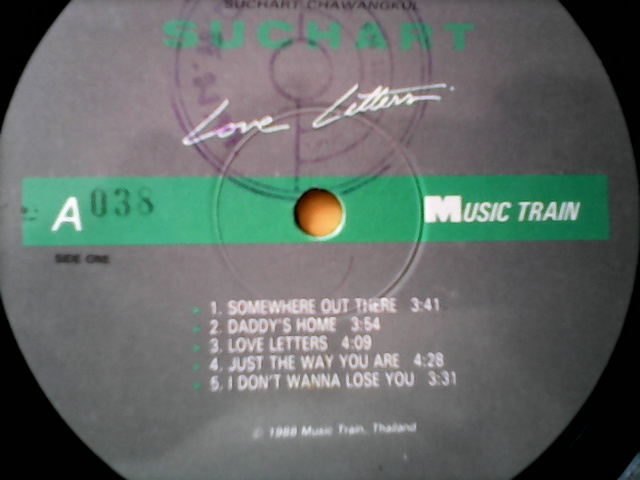 SUCHART CHAWANGKUL
SUCHART
Love Letters
A 038
MUSIC TRAIN
SIDE ONE
1. SOMEWHERE OUT THERE 3:41
2. DADDY'S HOME 3:54
3. LOVE LETTERS 4:09
4. JUST THE WAY YOU ARE 4:28
5. I DON'T WANNA LOSE YOU 3:31
© 1988 Music Train, Thailand